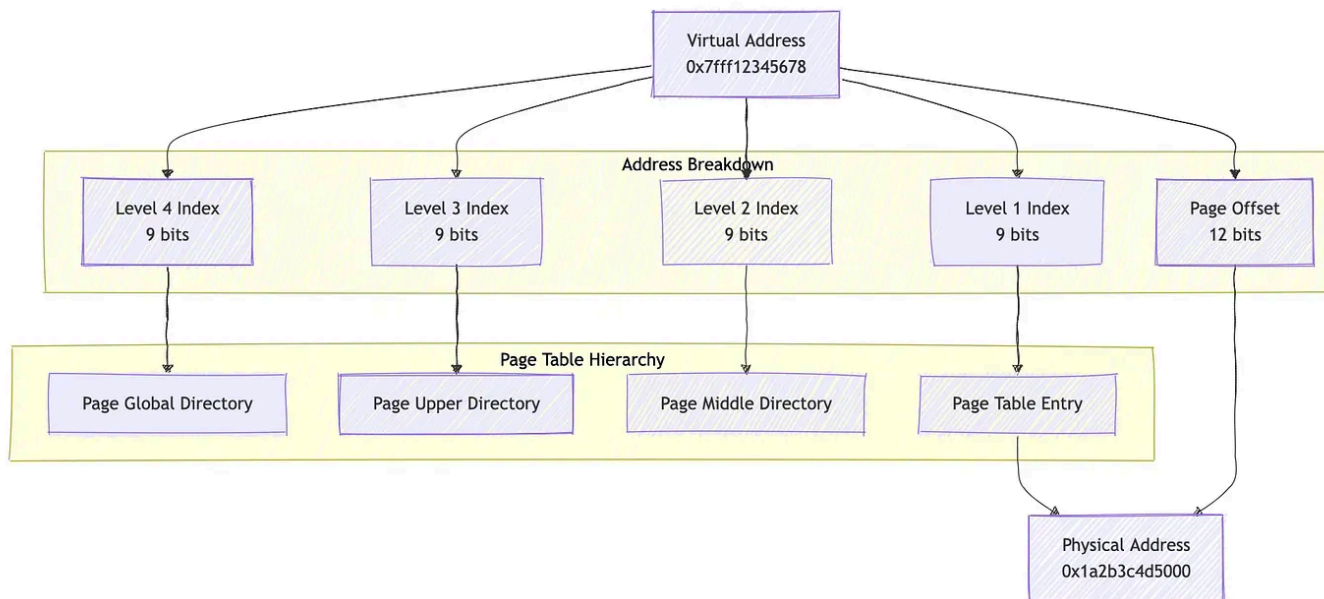 Virtual Address
0x7fff12345678
Address Breakdown
Level 4 Index
9 bits
Level 3 Index
9 bits
Level 2 Index
9 bits
Level 1 Index
9 bits
Page Offset
12 bits
Page Table Hierarchy
Page Global Directory
Page Upper Directory
Page Middle Directory
Page Table Entry
Physical Address
0x1a2b3c4d5000